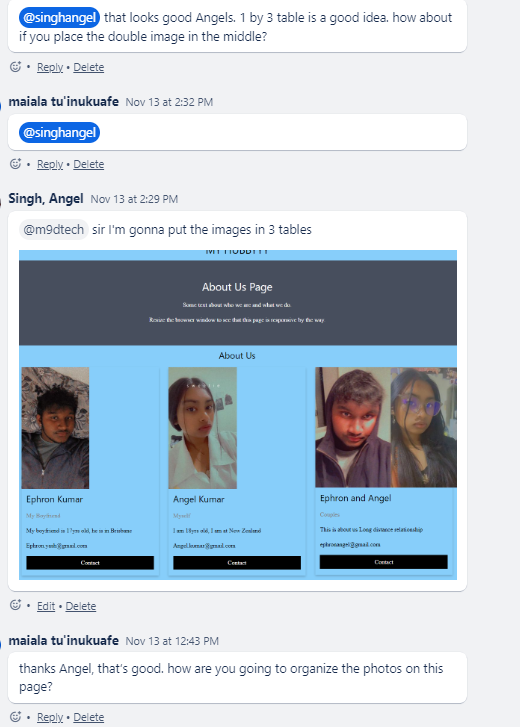 @singhangel that looks good Angels. 1 by 3 table is a good idea. how about
if you place the double image in the middle?
• Reply • Delete
maiala tu'inukuafe Nov 13 at 2:32 PM
@singhangel
• Reply • Delete
Singh, Angel Nov 13 at 2:29 PM
@m9dtech sir I'm gonna put the images in 3 tables
MY HOBBYYY
About Us Page
Some text about who we are and what we do.
Resize the browser window to see that this page is responsive by the way.
About Us
Ephron Kumar
My Boyfriend
My boyfriend is 17yrs old, he is in Brisbane
Ephron.yush@gmail.com
Contact
Angel Kumar
Myself
I am 18yrs old, I am at New Zealand
Angel.kumar@gmail.com
Contact
Ephron and Angel
Couples
This is about us Long distance relationship
ephronangel@gmail.com
Contact
• Edit • Delete
maiala tu'inukuafe Nov 13 at 12:43 PM
thanks Angel, that's good. how are you going to organize the photos on this
page?
• Reply • Delete